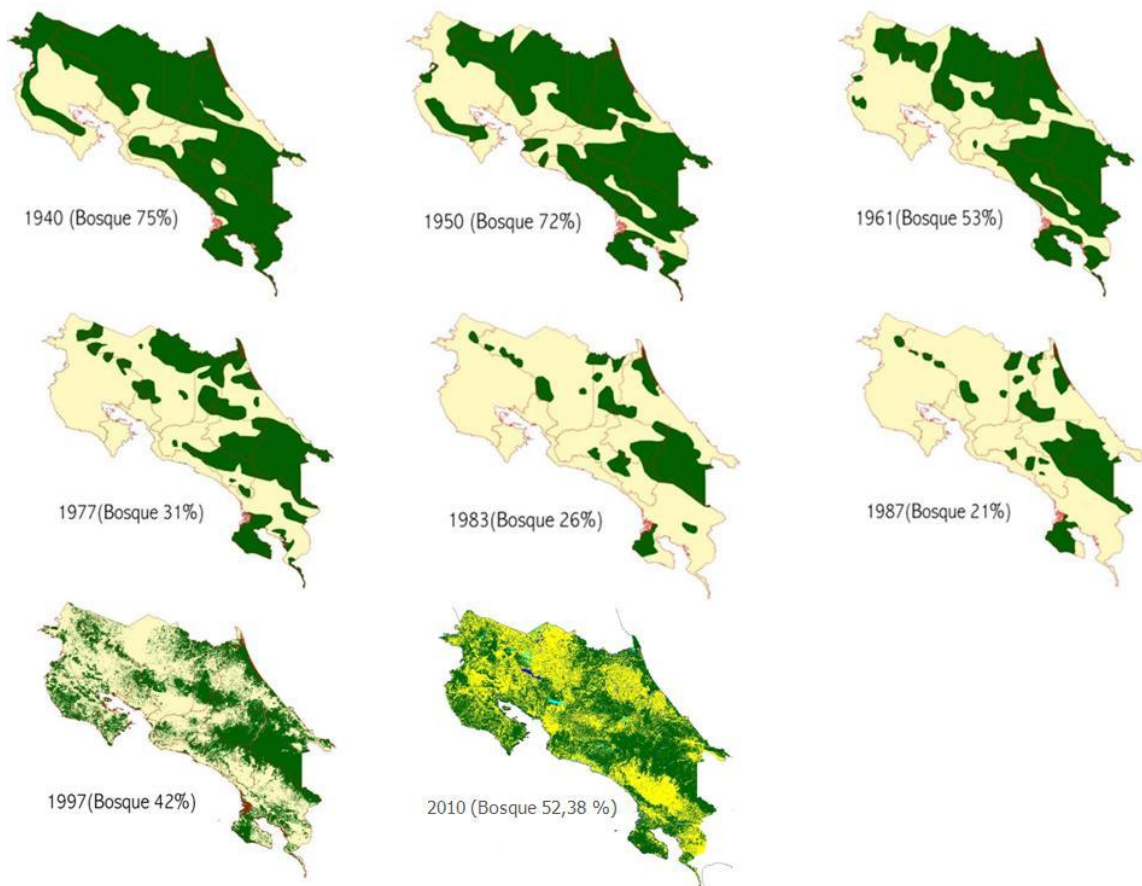 1940 (Bosque 75%)
1950 (Bosque 72%)
1961(Bosque 53%)
1977(Bosque 31%)
1983(Bosque 26%)
1987(Bosque 21%)
1997(Bosque 42%)
2010 (Bosque 52,38 %)